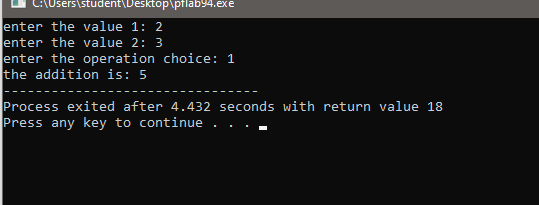 C:\Users\student\Desktop\pflab94.exe
enter the value 1: 2
enter the value 2: 3
enter the operation choice: 1
the addition is: 5
--------------------------------
Process exited after 4.432 seconds with return value 18
Press any key to continue . . .